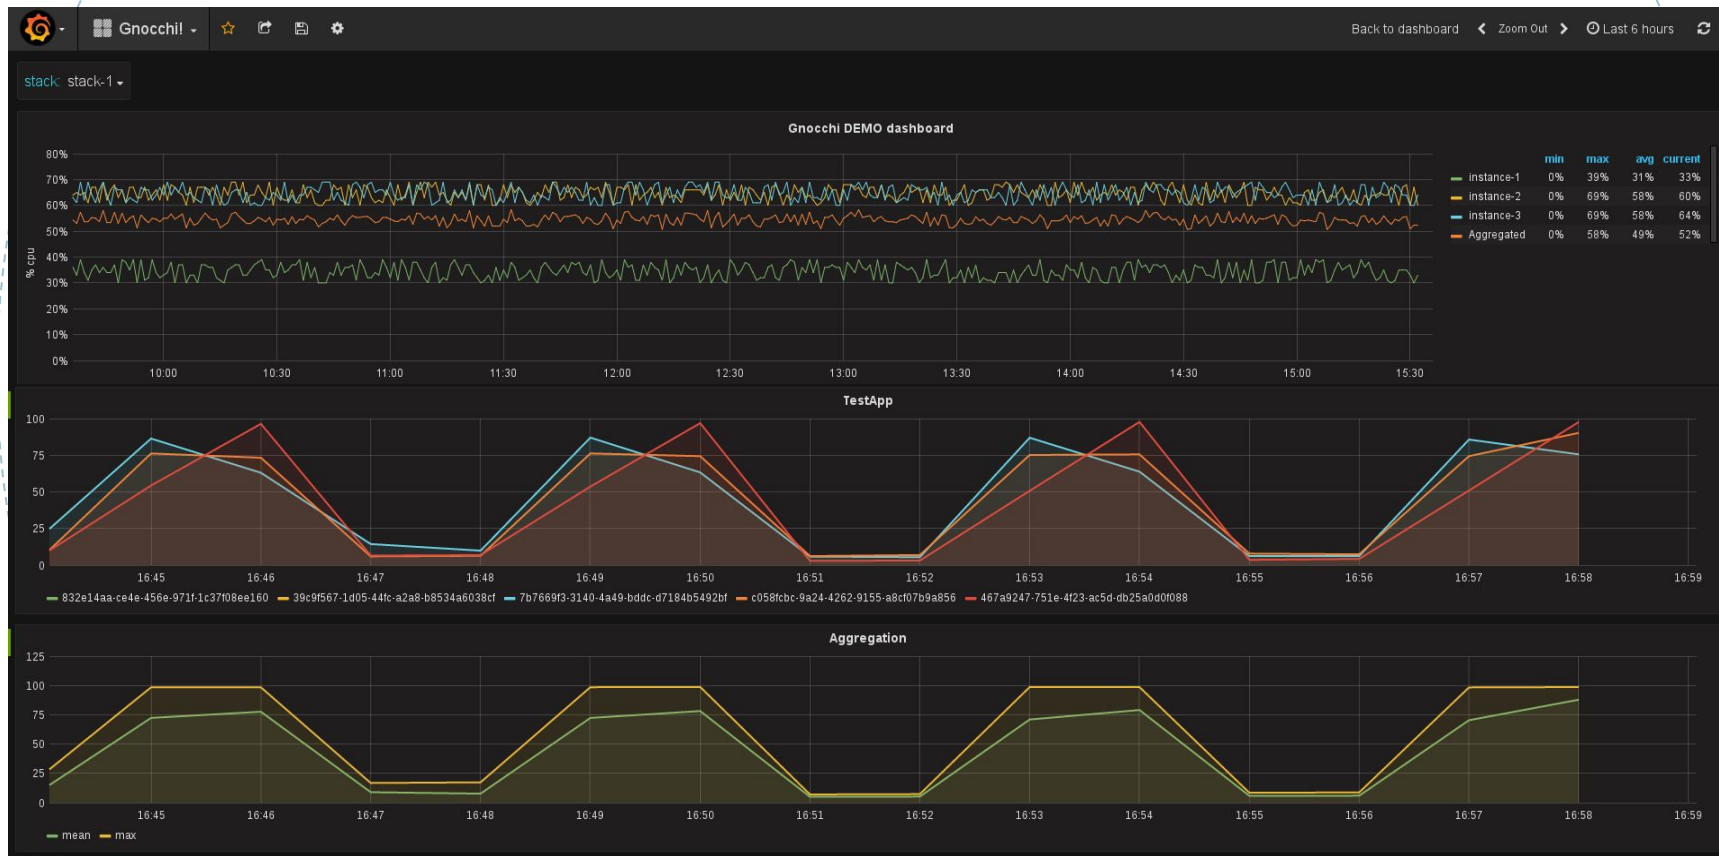 Gnocchi! Back to dashboard Zoom Out Last 6 hours
stack: stack-1
Gnocchi DEMO dashboard
80%
70%
60%
50%
40%
30%
20%
10%
0%
% cpu
10:00 10:30 11:00 11:30 12:00 12:30 13:00 13:30 14:00 14:30 15:00 15:30
min max avg current
instance-1 0% 39% 31% 33%
instance-2 0% 69% 58% 60%
instance-3 0% 69% 58% 64%
Aggregated 0% 58% 49% 52%
TestApp
100
75
50
25
0
16:45 16:46 16:47 16:48 16:49 16:50 16:51 16:52 16:53 16:54 16:55 16:56 16:57 16:58 16:59
832e14aa-ce4e-456e-971f-1c37f08ee160 39c9f567-1d05-44fc-a2a8-b8534a6038cf 7b7669f3-3140-4a49-bddc-d7184b5492bf c058fcbc-9a24-4262-9155-a8cf07b9a856 467a9247-751e-4f23-ac5d-db25a0d0f088
Aggregation
125
100
75
50
25
0
16:45 16:46 16:47 16:48 16:49 16:50 16:51 16:52 16:53 16:54 16:55 16:56 16:57 16:58 16:59
mean max